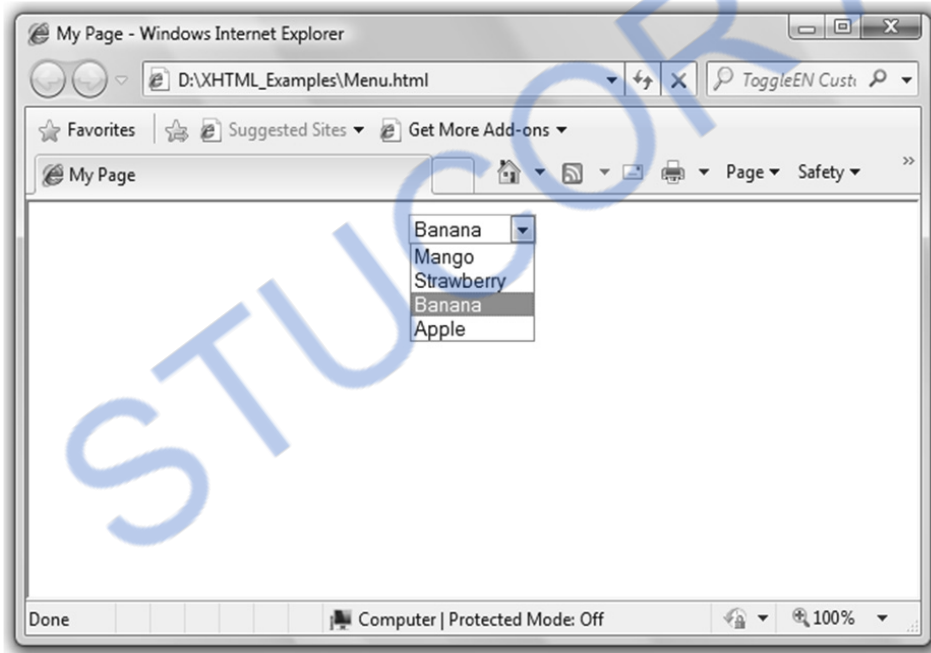 My Page - Windows Internet Explorer
D:\XHTML_Examples\Menu.html
ToggleEN Cust
Favorites
Suggested Sites
Get More Add-ons
My Page
Page
Safety
»
Banana
Mango
Strawberry
Banana
Apple
Done
Computer | Protected Mode: Off
100%
STUCOR